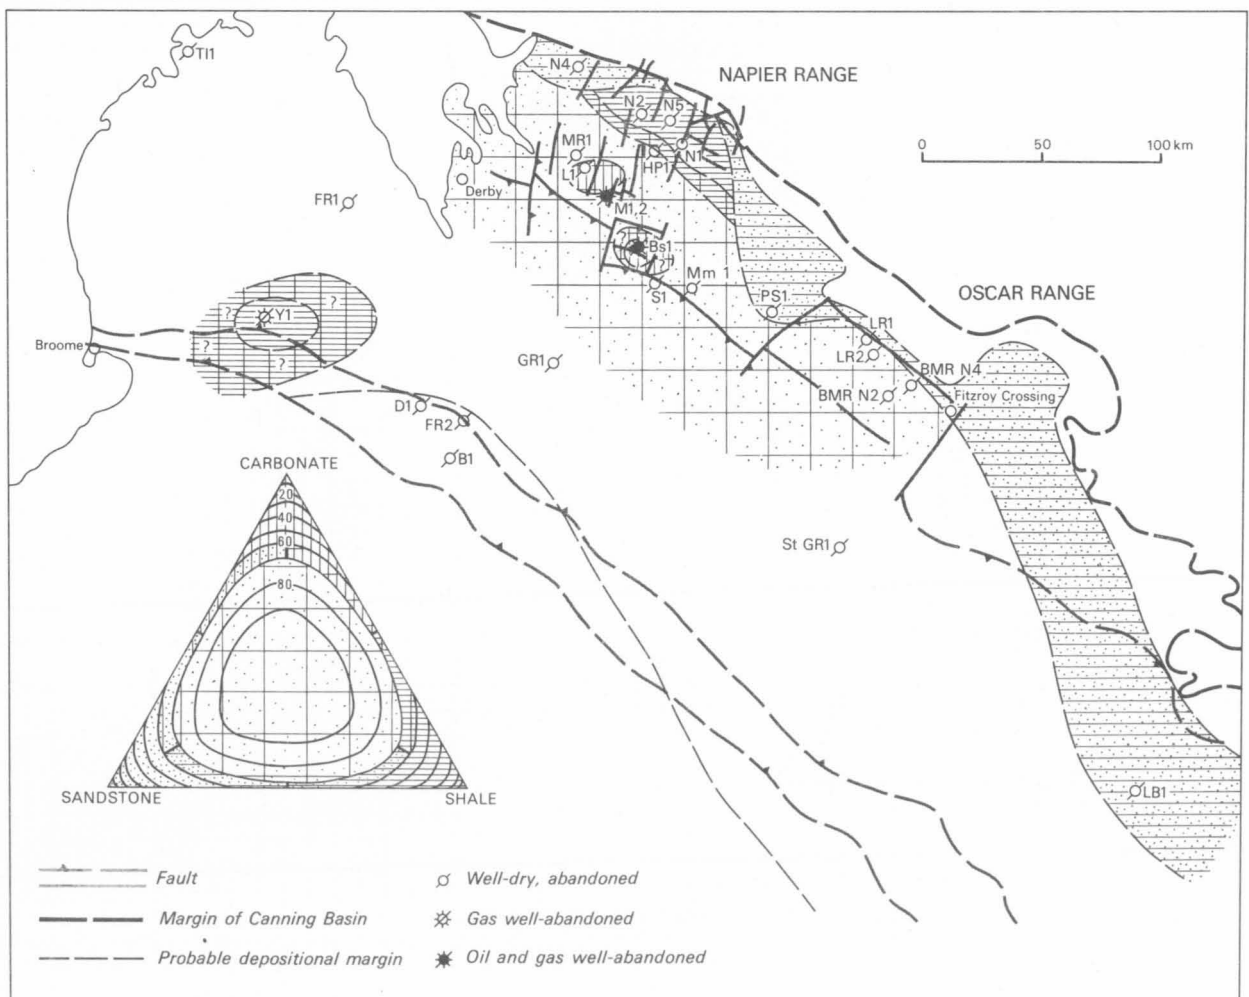 TI1
N4
NAPIER RANGE
N2
N5
0 50 100 km
MR1
L1
HP1
N1
Derby
FR1
M1,2
?
Bs1
?
Mm 1
S1
PS1
OSCAR RANGE
?
?
Y1
?
?
Broome
LR1
LR2
GR1
BMR N4
BMR N2
Fitzroy Crossing
D1
FR2
B1
CARBONATE
20
40
60
80
St GR1
SANDSTONE
SHALE
LB1
Fault
Well-dry, abandoned
Margin of Canning Basin
Gas well-abandoned
Probable depositional margin
Oil and gas well-abandoned